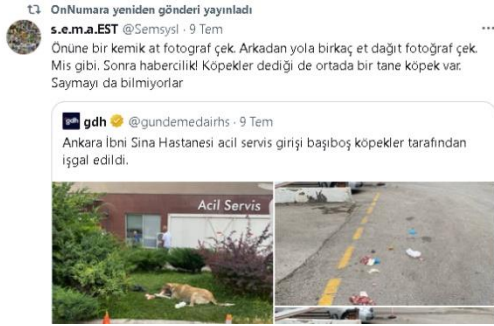 OnNumara yeniden gönderi yayınladı
s.e.m.a.EST @Semsysl · 9 Tem
Önüne bir kemik at fotograf çek. Arkadan yola birkaç et dağıt fotoğraf çek.
Mis gibi. Sonra habercilik! Köpekler dediği de ortada bir tane köpek var.
Saymayı da bilmiyorlar
gdh gdh @gundemedairhs · 9 Tem
Ankara İbni Sina Hastanesi acil servis girişi başıboş köpekler tarafından
işgal edildi.
Acil Servis